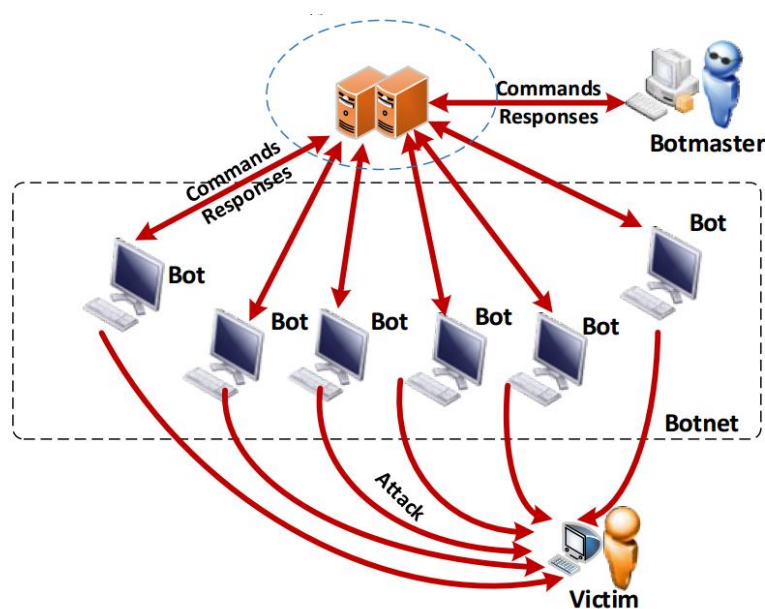 Commands
Responses
Botmaster
Commands
Responses
Bot
Bot
Bot
Bot
Bot
Bot
Botnet
Attack
Victim